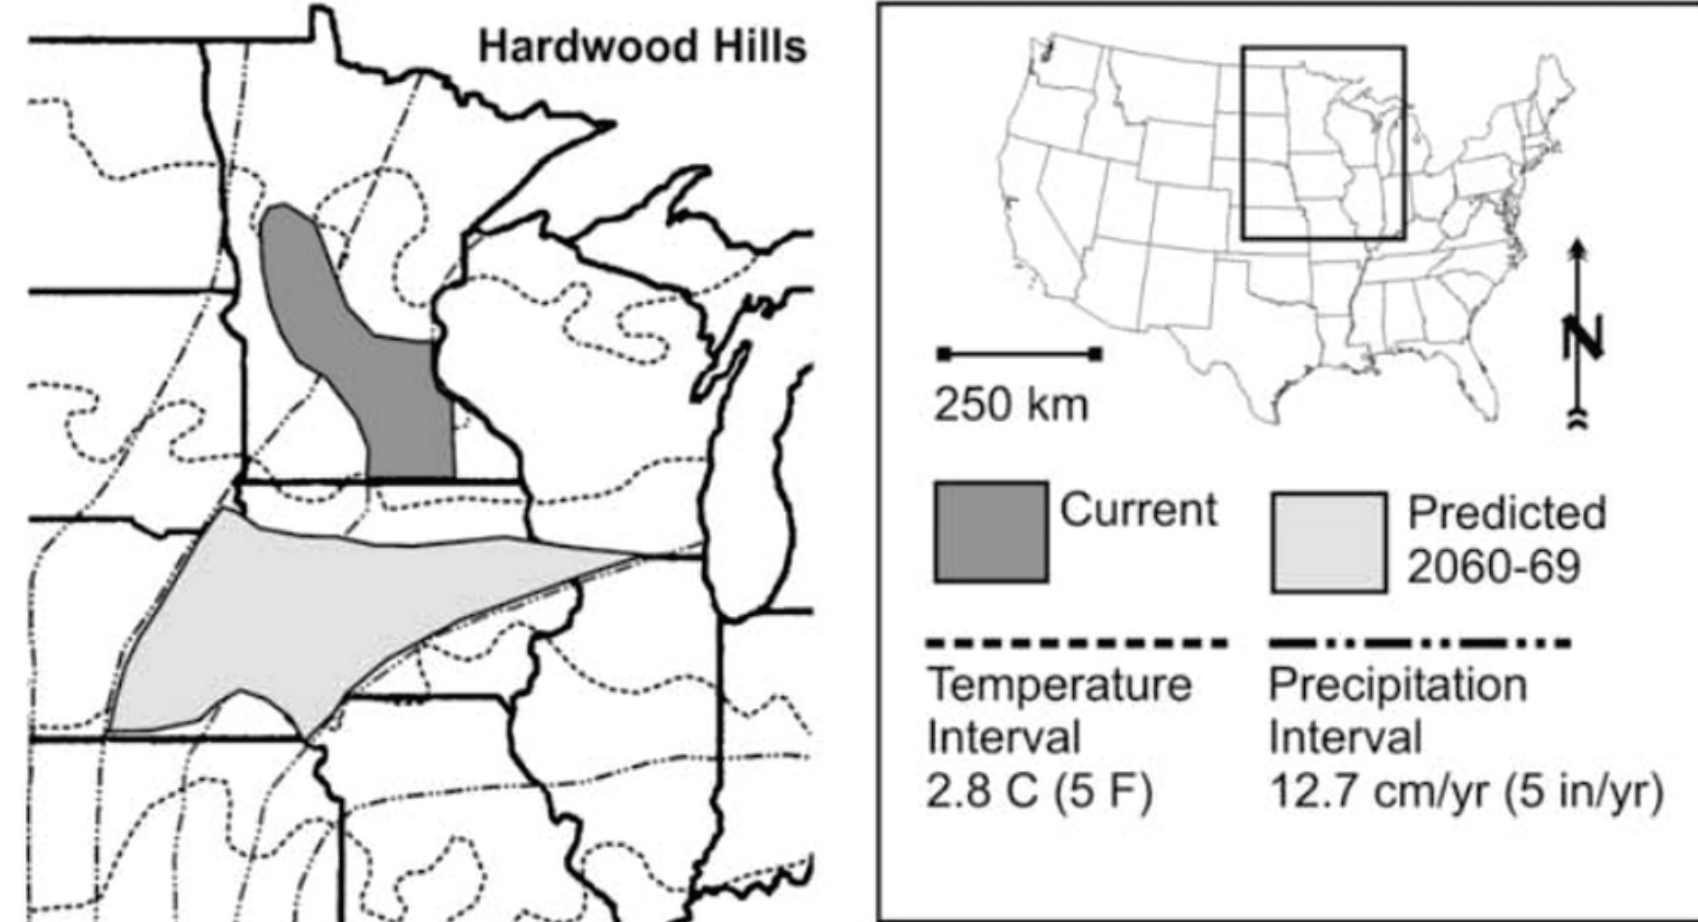 Hardwood Hills
250 km
N
Current
Predicted
2060-69
Temperature
Interval
2.8 C (5 F)
Precipitation
Interval
12.7 cm/yr (5 in/yr)